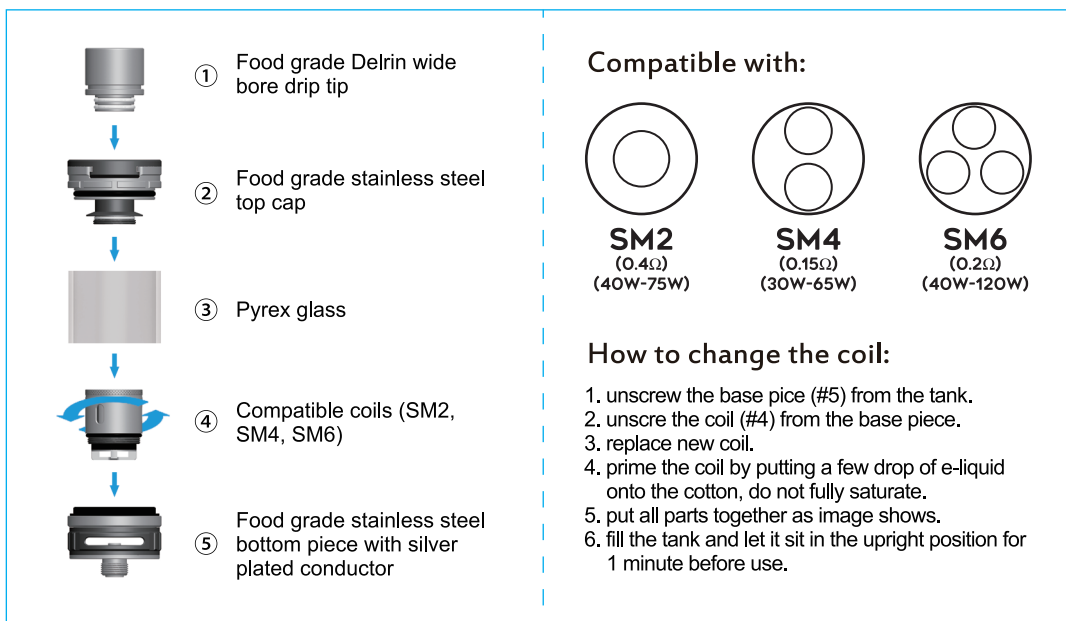 ① Food grade Delrin wide
bore drip tip
② Food grade stainless steel
top cap
③ Pyrex glass
④ Compatible coils (SM2,
SM4, SM6)
⑤ Food grade stainless steel
bottom piece with silver
plated conductor
Compatible with:
SM2
(0.4Ω)
(40W-75W)
SM4
(0.15Ω)
(30W-65W)
SM6
(0.2Ω)
(40W-120W)
How to change the coil:
1. unscrew the base pice (#5) from the tank.
2. unscre the coil (#4) from the base piece.
3. replace new coil.
4. prime the coil by putting a few drop of e-liquid
onto the cotton, do not fully saturate.
5. put all parts together as image shows.
6. fill the tank and let it sit in the upright position for
1 minute before use.